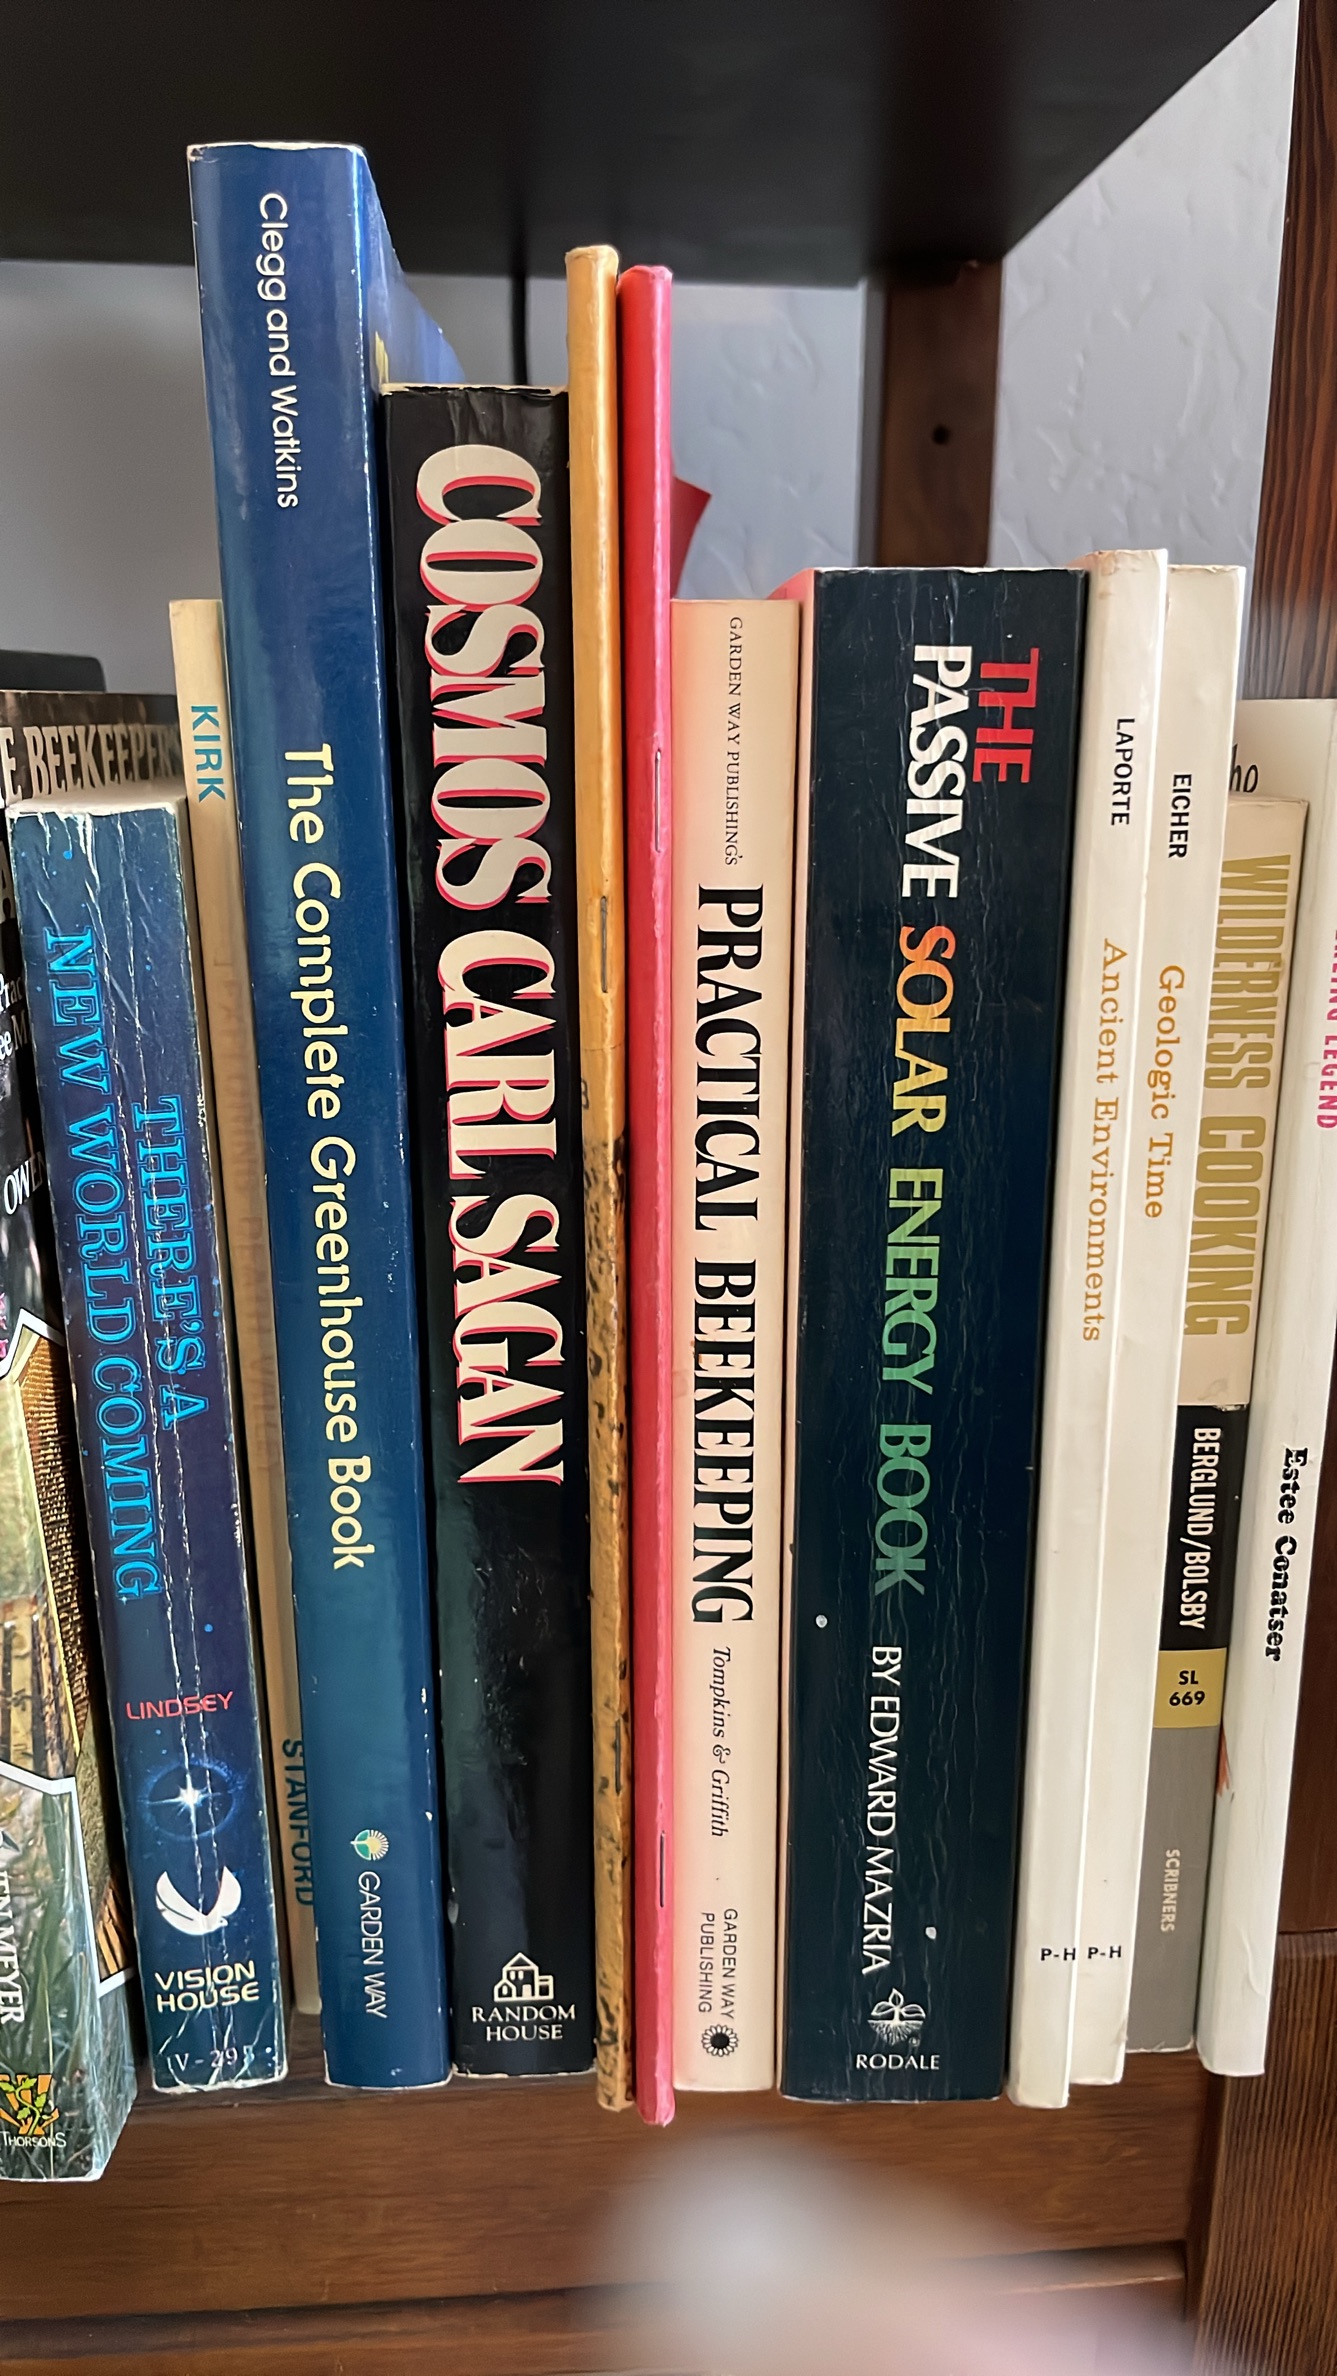 BEEKEEPER
OWEN
MEYER
THORSONS
THERE'S A
NEW WORLD COMING
LINDSEY
VISION
HOUSE
KIRK
STANFORD
Clegg and Watkins
The Complete Greenhouse Book
GARDEN WAY
COSMOS CARL SAGAN
RANDOM
HOUSE
GARDEN WAY PUBLISHING'S
PRACTICAL BEEKEEPING
Tompkins & Griffith
GARDEN WAY
PUBLISHING
THE
PASSIVE SOLAR ENERGY BOOK
BY EDWARD MAZRIA
RODALE
LAPORTE
Ancient Environments
P-H
EICHER
Geologic Time
P-H
WILDERNESS COOKING
BERGLUND/BOLSBY
SL
669
SCRIBNERS
LEGEND
Estee Conatser